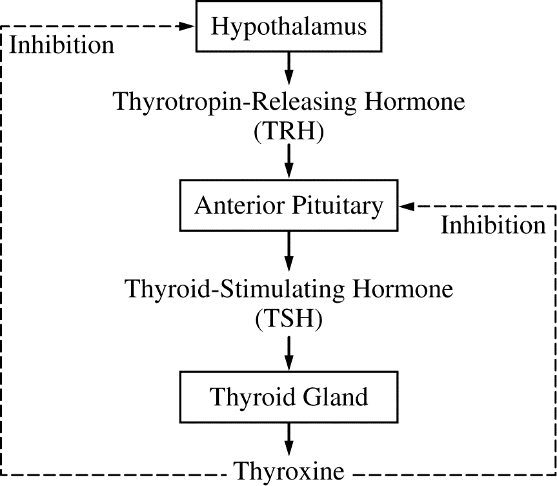 Hypothalamus
Inhibition
Thyrotropin-Releasing Hormone
(TRH)
Anterior Pituitary
Inhibition
Thyroid-Stimulating Hormone
(TSH)
Thyroid Gland
Thyroxine